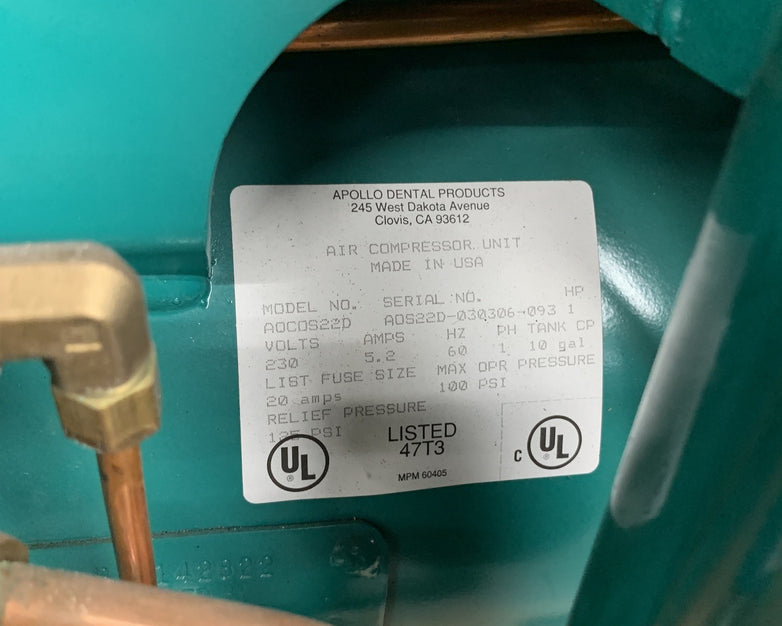 APOLLO DENTAL PRODUCTS
245 West Dakota Avenue
Clovis, CA 93612
AIR COMPRESSOR UNIT
MADE IN USA
MODEL NO. SERIAL NO. HP
AOCOS22D AOS22D-030306-093 1
VOLTS AMPS HZ PH TANK CP
230 5.2 60 1 10 gal.
LIST FUSE SIZE MAX OPR PRESSURE
20 amps 100 PSI
RELIEF PRESSURE
PSI
LISTED
47T3
UL
®
MPM 60405
C UL
®